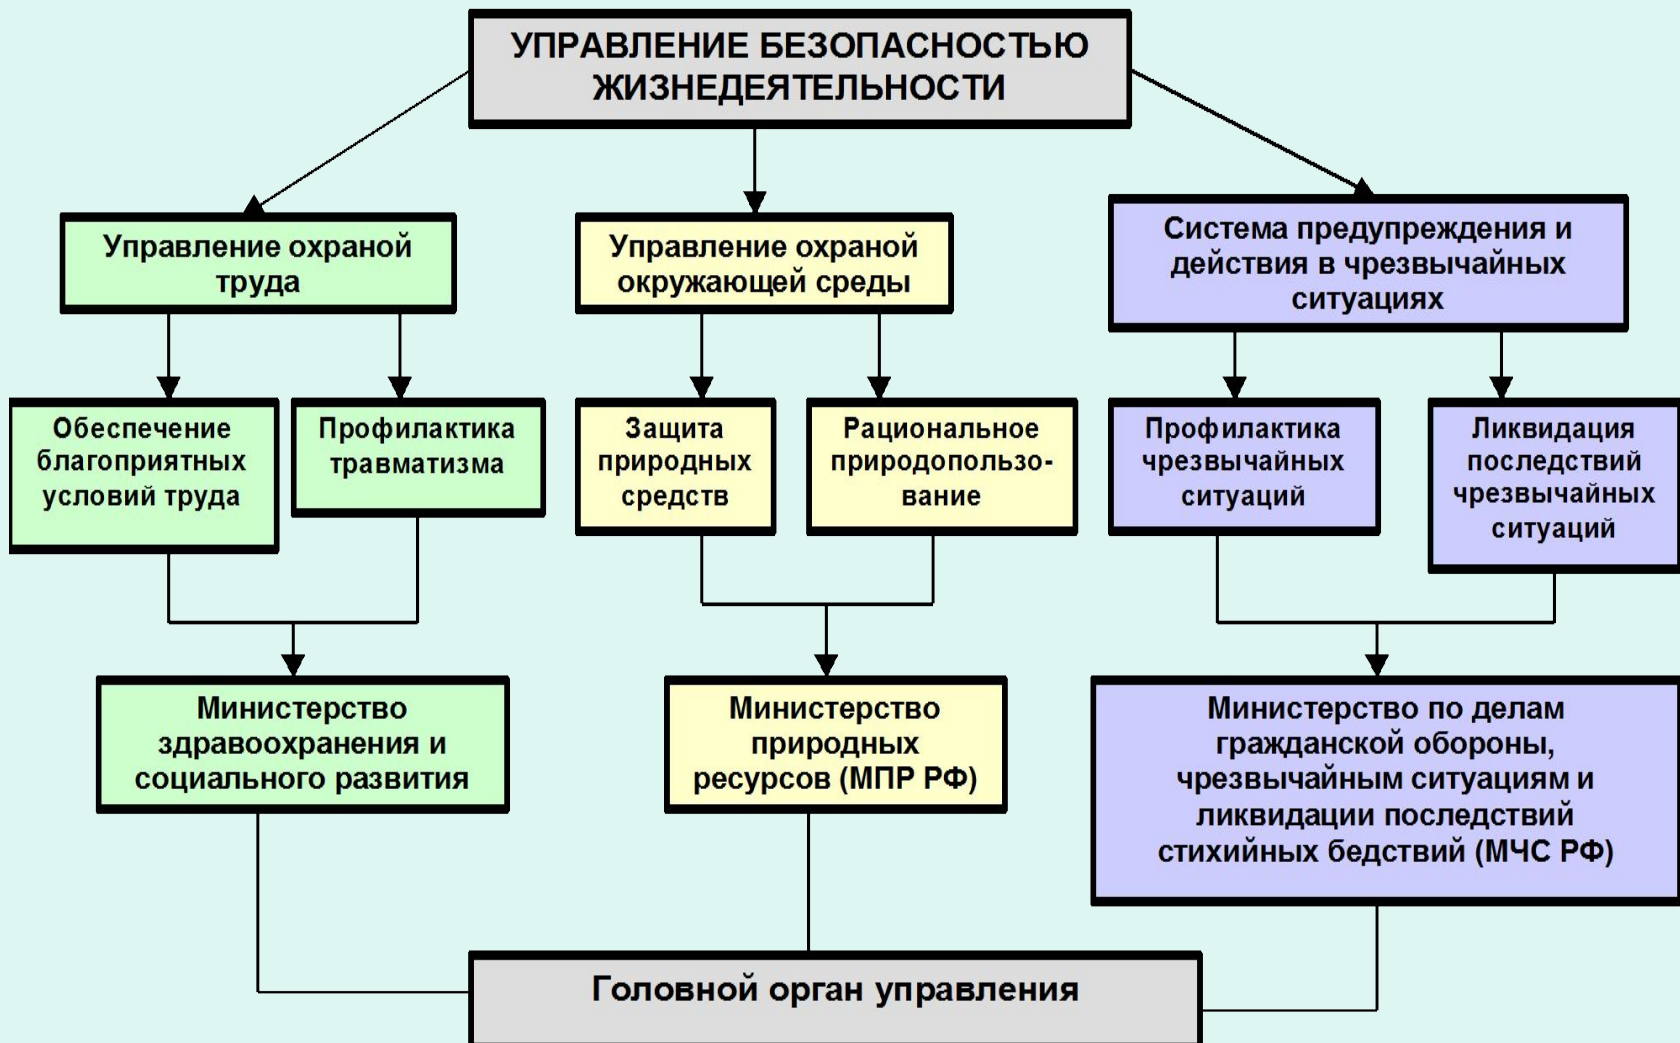 УПРАВЛЕНИЕ БЕЗОПАСНОСТЬЮ
ЖИЗНЕДЕЯТЕЛЬНОСТИ
Управление охраной
труда
Управление охраной
окружающей среды
Система предупреждения и
действия в чрезвычайных
ситуациях
Обеспечение
благоприятных
условий труда
Профилактика
травматизма
Защита
природных
средств
Рациональное
природопользо-
вание
Профилактика
чрезвычайных
ситуаций
Ликвидация
последствий
чрезвычайных
ситуаций
Министерство
здравоохранения и
социального развития
Министерство
природных
ресурсов (МПР РФ)
Министерство по делам
гражданской обороны,
чрезвычайным ситуациям и
ликвидации последствий
стихийных бедствий (МЧС РФ)
Головной орган управления